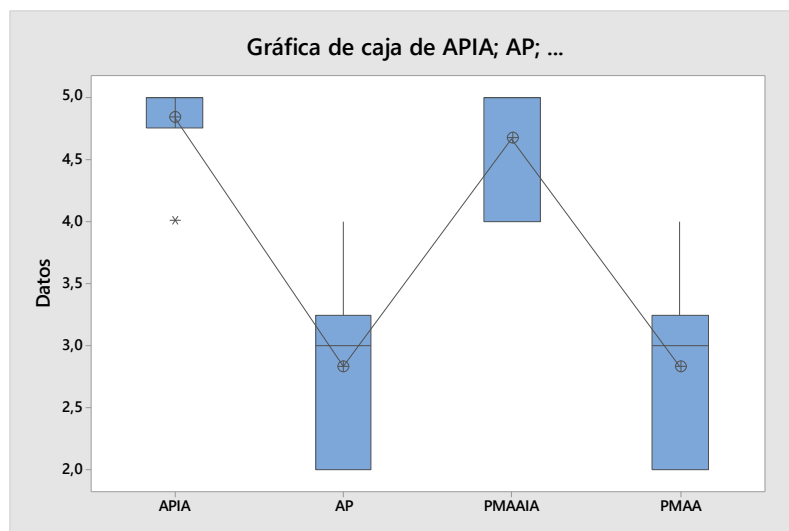 Gráfica de caja de APIA; AP; ...
5,0
4,5
4,0
3,5
3,0
2,5
2,0
Datos
APIA AP PMAAIA PMAA